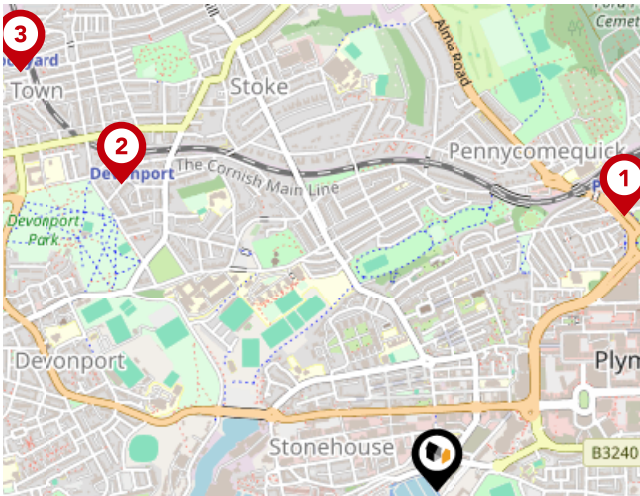 3
Town
Stoke
Alma Road
Cemet
2
Devonport
The Cornish Main Line
Pennycomequick
1
Devonport
Park
Devonport
Plym
Stonehouse
B3240